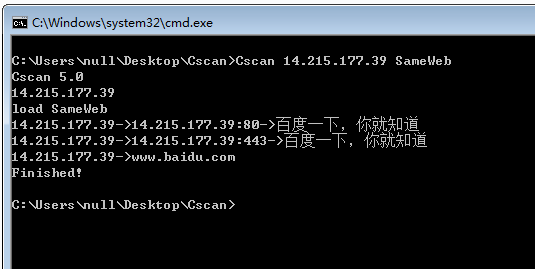 C:\Windows\system32\cmd.exe
C:\Users\null\Desktop\Cscan>Cscan 14.215.177.39 SameWeb
Cscan 5.0
14.215.177.39
load SameWeb
14.215.177.39->14.215.177.39:80->百度一下，你就知道
14.215.177.39->14.215.177.39:443->百度一下，你就知道
14.215.177.39->www.baidu.com
Finished!
C:\Users\null\Desktop\Cscan>